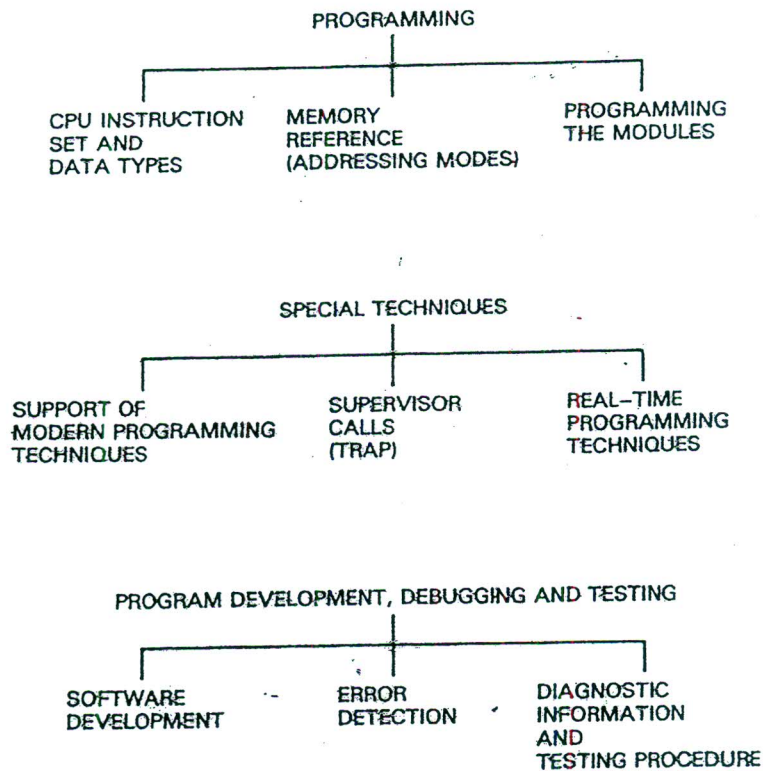 PROGRAMMING
CPU INSTRUCTION
SET AND
DATA TYPES
MEMORY
REFERENCE
(ADDRESSING MODES)
PROGRAMMING
THE MODULES
SPECIAL TECHNIQUES
SUPPORT OF
MODERN PROGRAMMING
TECHNIQUES
SUPERVISOR
CALLS
(TRAP)
REAL-TIME
PROGRAMMING
TECHNIQUES
PROGRAM DEVELOPMENT, DEBUGGING AND TESTING
SOFTWARE
DEVELOPMENT
ERROR
DETECTION
DIAGNOSTIC
INFORMATION
AND
TESTING PROCEDURE